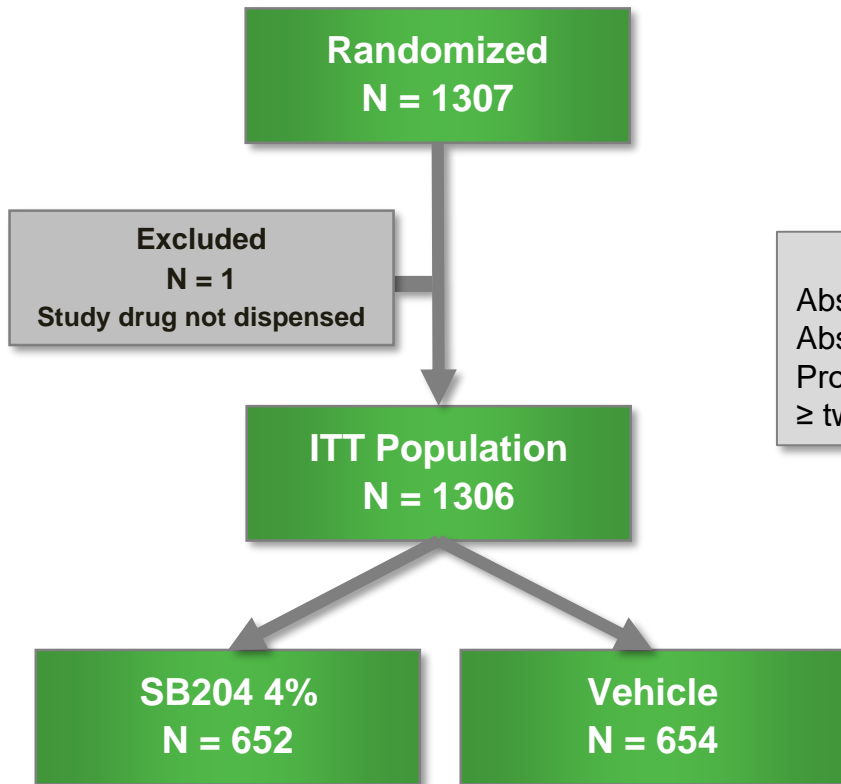 Randomized
N = 1307
Excluded
N = 1
Study drug not dispensed
ITT Population
N = 1306
SB204 4%
N = 652
Vehicle
N = 654
≥